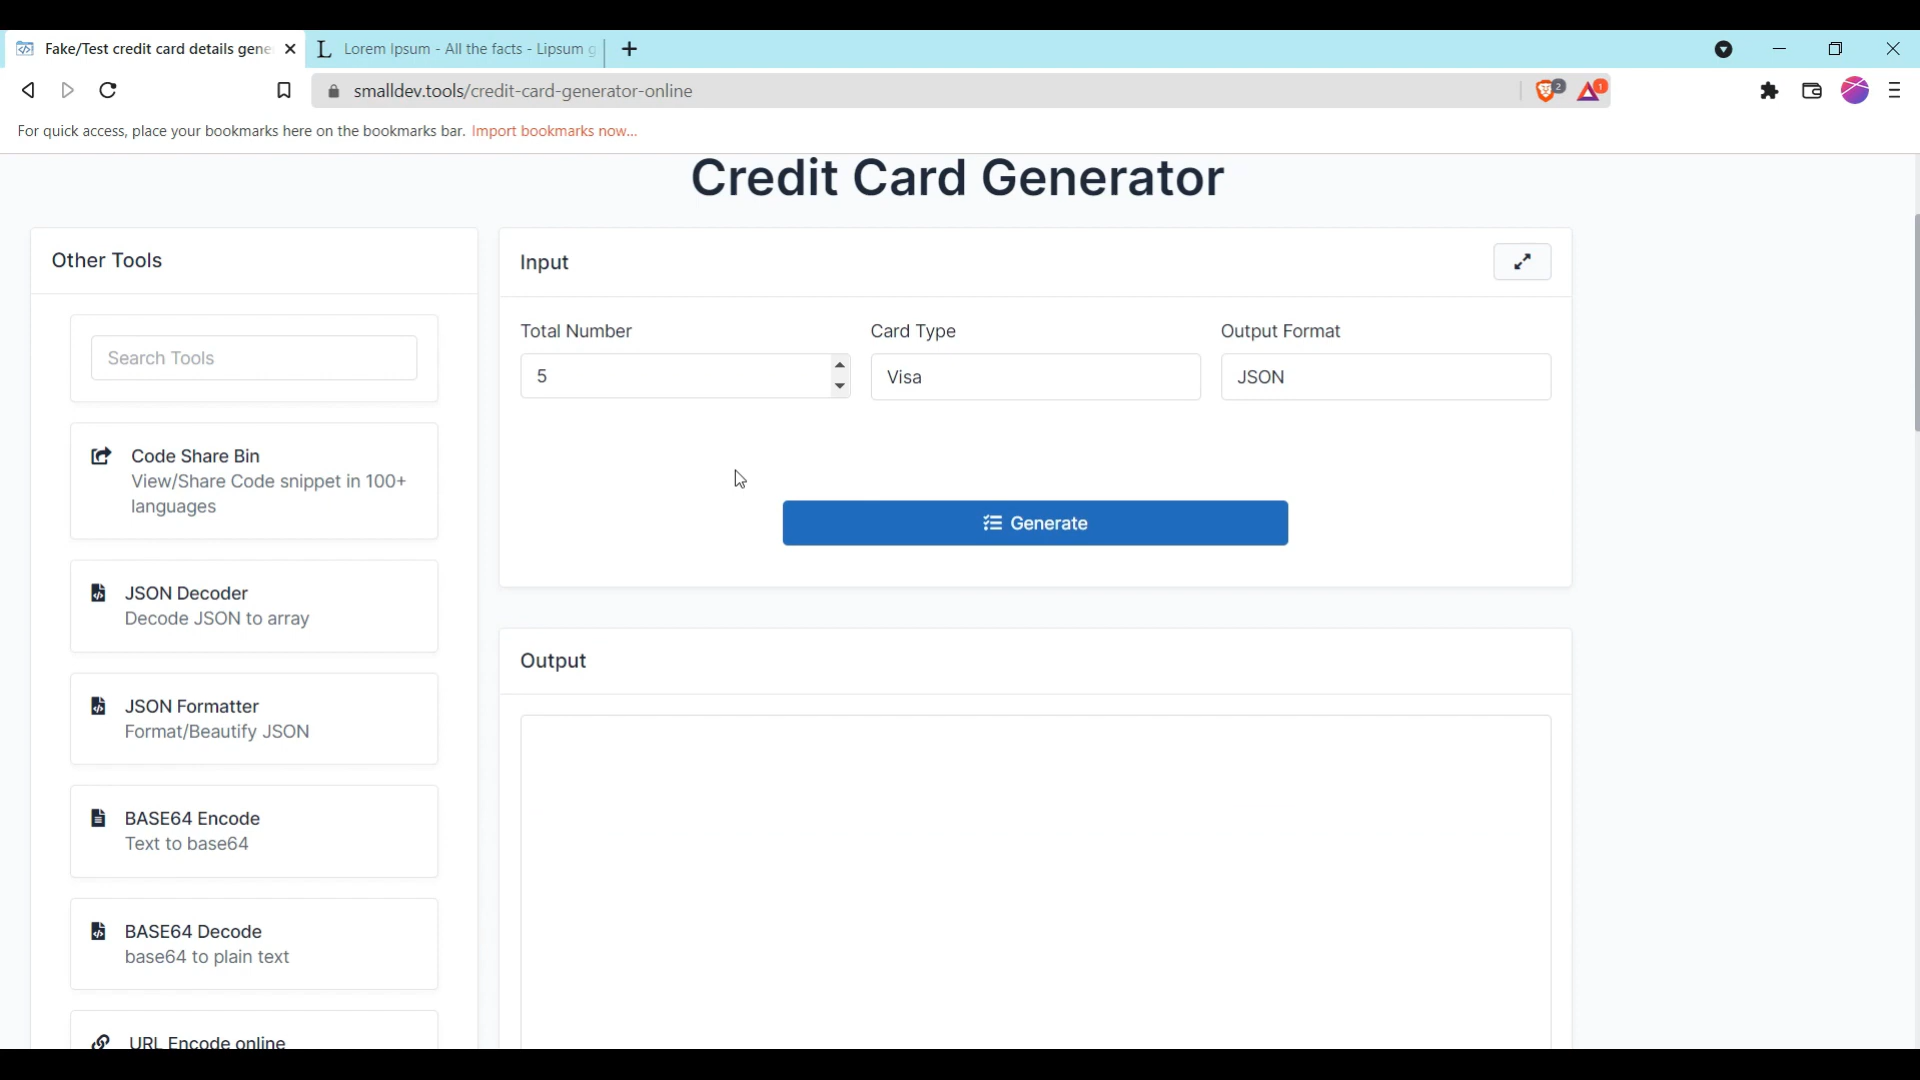 Fake/Test credit card details gene
Lorem Ipsum - All the facts - Lipsum g
smalldev.tools/credit-card-generator-online
2
1
For quick access, place your bookmarks here on the bookmarks bar. Import bookmarks now...
Credit Card Generator
Other Tools
Search Tools
Code Share Bin
View/Share Code snippet in 100+
languages
JSON Decoder
Decode JSON to array
JSON Formatter
Format/Beautify JSON
BASE64 Encode
Text to base64
BASE64 Decode
base64 to plain text
URL Encode online
Input
Total Number
5
Card Type
Visa
Output Format
JSON
Generate
Output